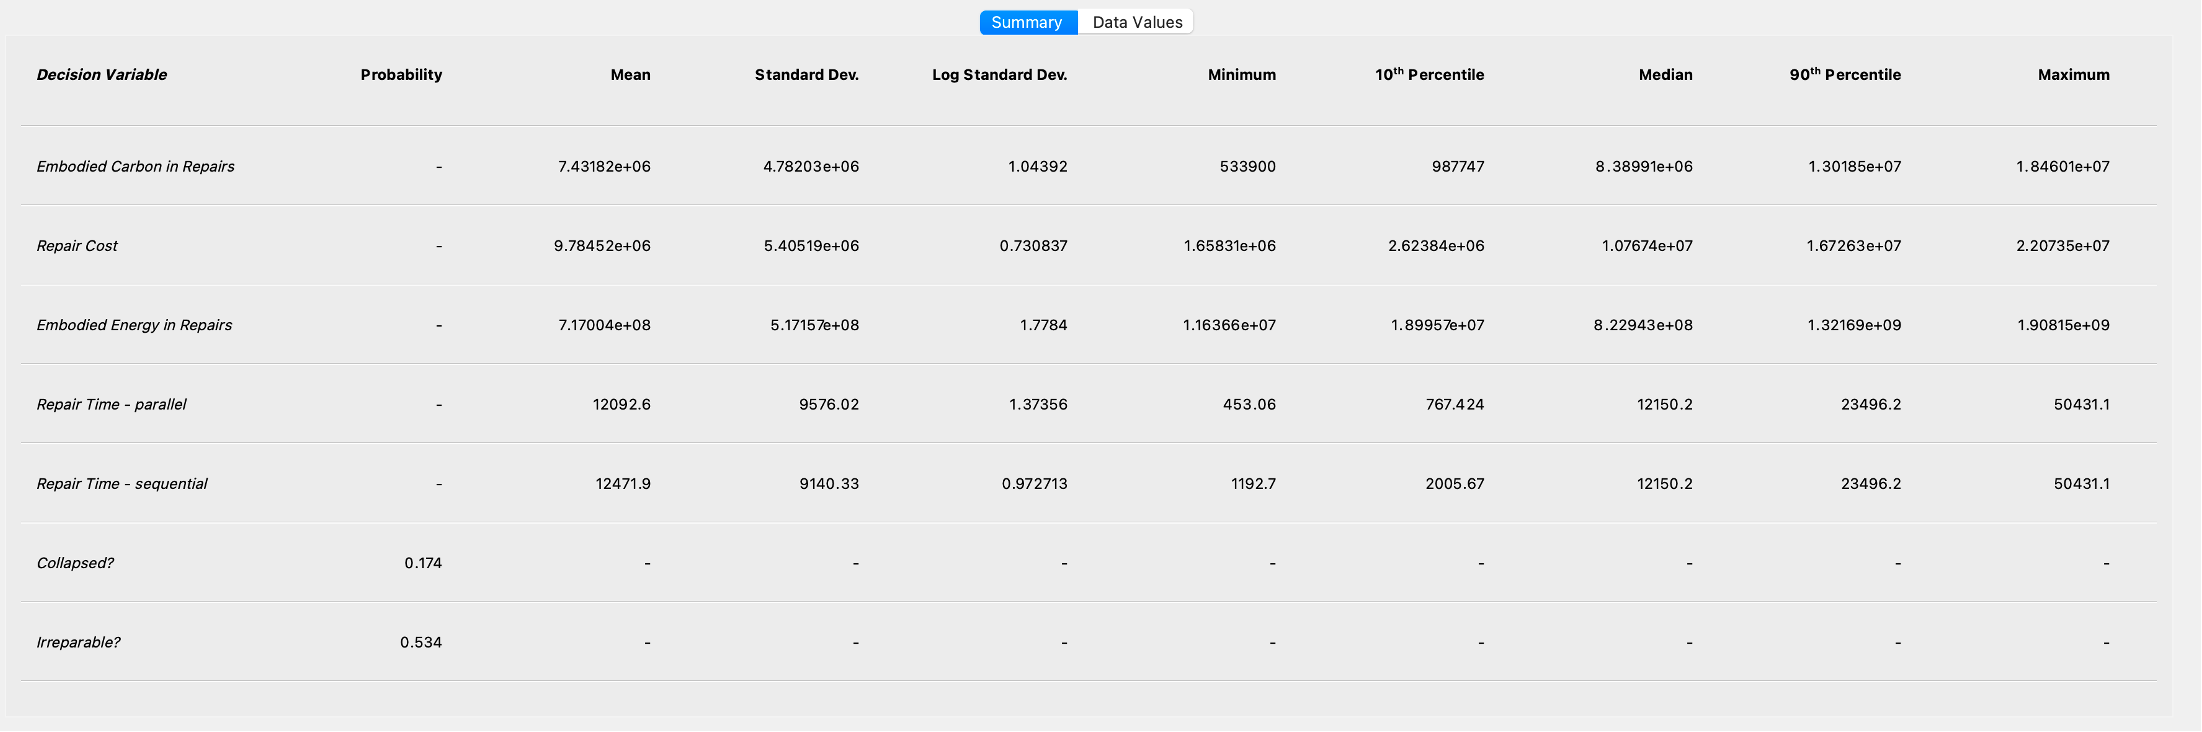 Summary Data Values
Decision Variable Probability Mean Standard Dev. Log Standard Dev. Minimum 10th Percentile Median 90th Percentile Maximum
Embodied Carbon in Repairs - 7.43182e+06 4.78203e+06 1.04392 533900 987747 8.38991e+06 1.30185e+07 1.84601e+07
Repair Cost - 9.78452e+06 5.40519e+06 0.730837 1.65831e+06 2.62384e+06 1.07674e+07 1.67263e+07 2.20735e+07
Embodied Energy in Repairs - 7.17004e+08 5.17157e+08 1.7784 1.16366e+07 1.89957e+07 8.22943e+08 1.32169e+09 1.90815e+09
Repair Time - parallel - 12092.6 9576.02 1.37356 453.06 767.424 12150.2 23496.2 50431.1
Repair Time - sequential - 12471.9 9140.33 0.972713 1192.7 2005.67 12150.2 23496.2 50431.1
Collapsed? 0.174 - - - - - - - -
Irreparable? 0.534 - - - - - - - -